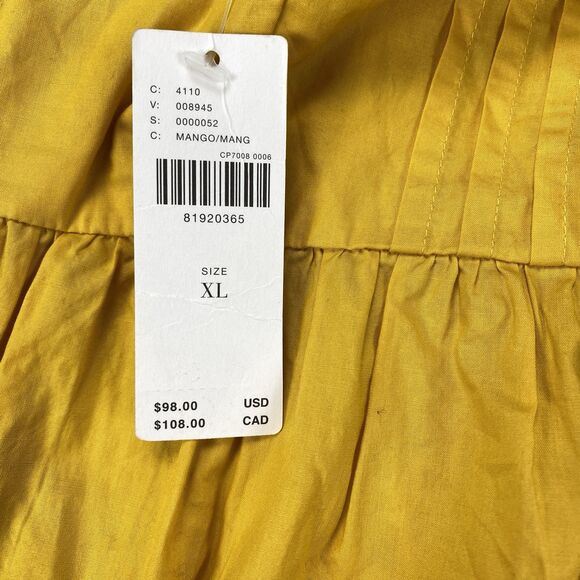 C: 4110
V: 008945
S: 0000052
C: MANGO/MANG
CP7008 0006
81920365
SIZE
XL
$98.00 USD
$108.00 CAD